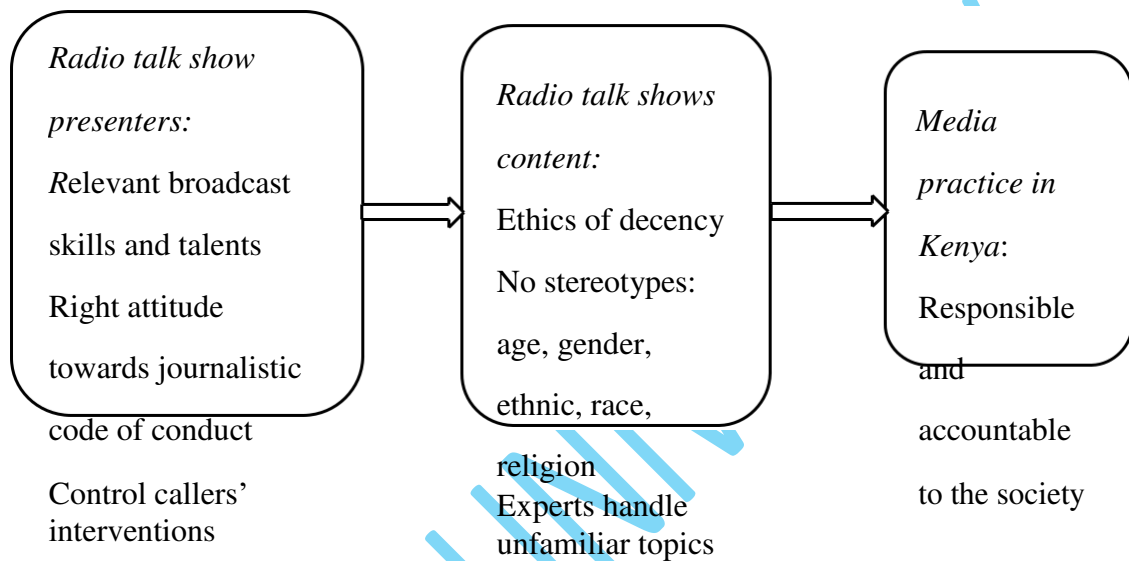 Radio talk show
presenters:
Relevant broadcast
skills and talents
Right attitude
towards journalistic
code of conduct
Control callers’
interventions
Radio talk shows
content:
Ethics of decency
No stereotypes:
age, gender,
ethnic, race,
religion
Experts handle
unfamiliar topics
Media
practice in
Kenya:
Responsible
and
accountable
to the society